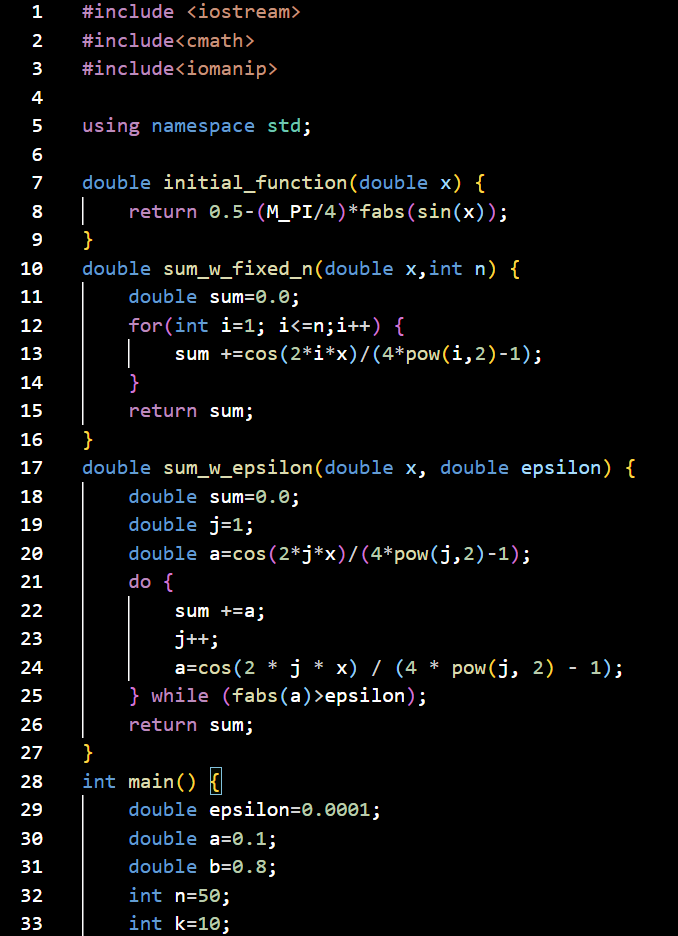 1 #include <iostream>
2 #include<cmath>
3 #include<iomanip>
4
5 using namespace std;
6
7 double initial_function(double x) {
8 return 0.5-(M_PI/4)*fabs(sin(x));
9 }
10 double sum_w_fixed_n(double x,int n) {
11 double sum=0.0;
12 for(int i=1; i<=n;i++) {
13 sum +=cos(2*i*x)/(4*pow(i,2)-1);
14 }
15 return sum;
16 }
17 double sum_w_epsilon(double x, double epsilon) {
18 double sum=0.0;
19 double j=1;
20 double a=cos(2*j*x)/(4*pow(j,2)-1);
21 do {
22 sum +=a;
23 j++;
24 a=cos(2 * j * x) / (4 * pow(j, 2) - 1);
25 } while (fabs(a)>epsilon);
26 return sum;
27 }
28 int main() {
29 double epsilon=0.0001;
30 double a=0.1;
31 double b=0.8;
32 int n=50;
33 int k=10;